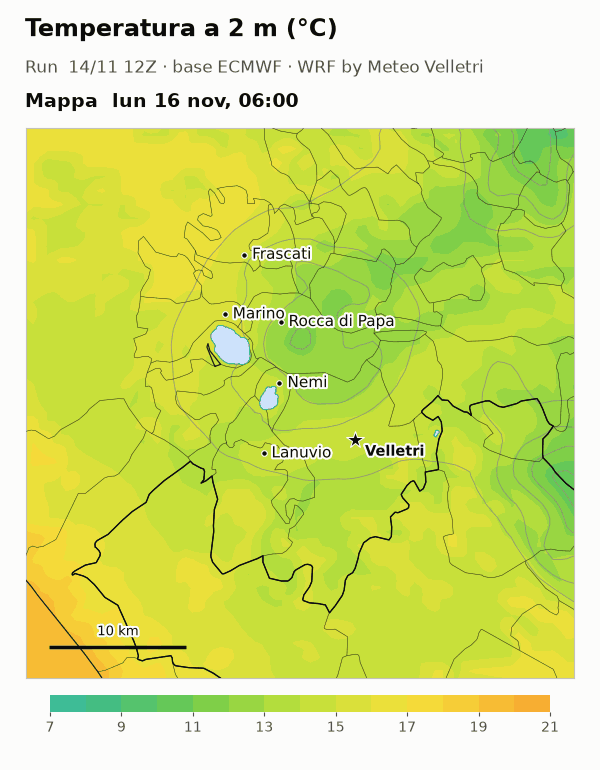 Temperatura a 2 m (°C)
Run  14/11 12Z · base ECMWF · WRF by Meteo Velletri
Mappa  lun 16 nov, 06:00
Frascati
Marino
Rocca di Papa
Nemi
Velletri
Lanuvio
10 km
7 9 11 13 15 17 19 21